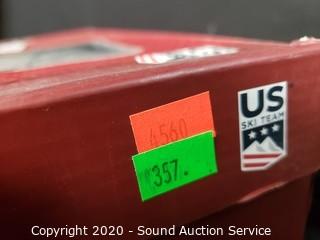 4560
357.
US
SKI TEAM
Copyright 2020 - Sound Auction Service